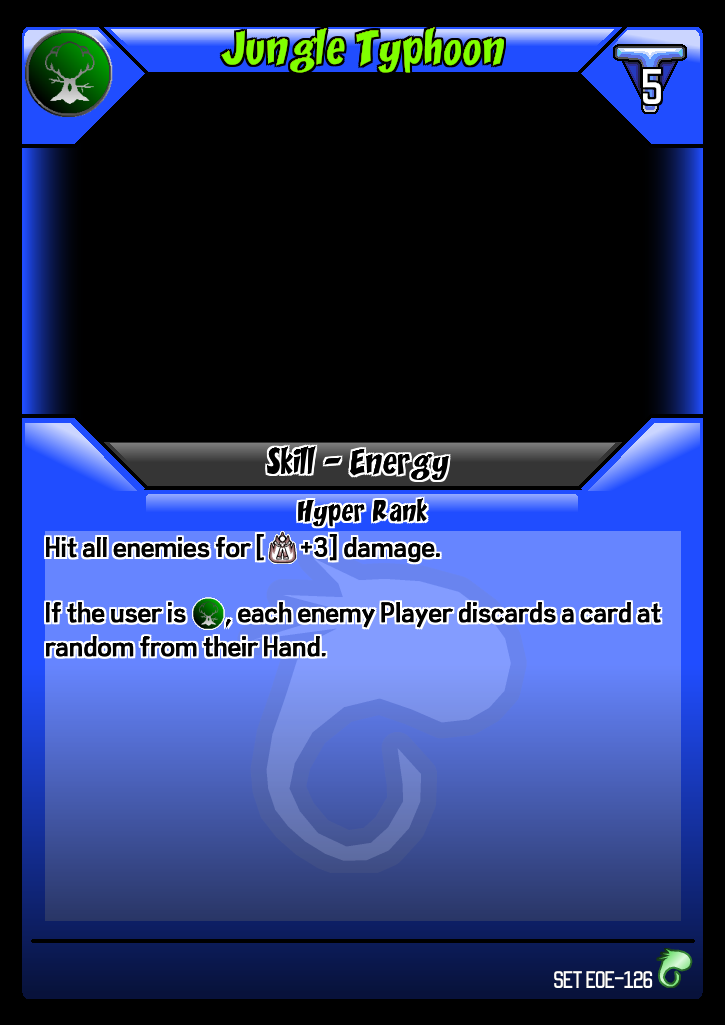 Jungle Typhoon
5
Skill - Energy
Hyper Rank
Hit all enemies for [ +3] damage.
If the user is , each enemy Player discards a card at
random from their Hand.
SET EOE-126